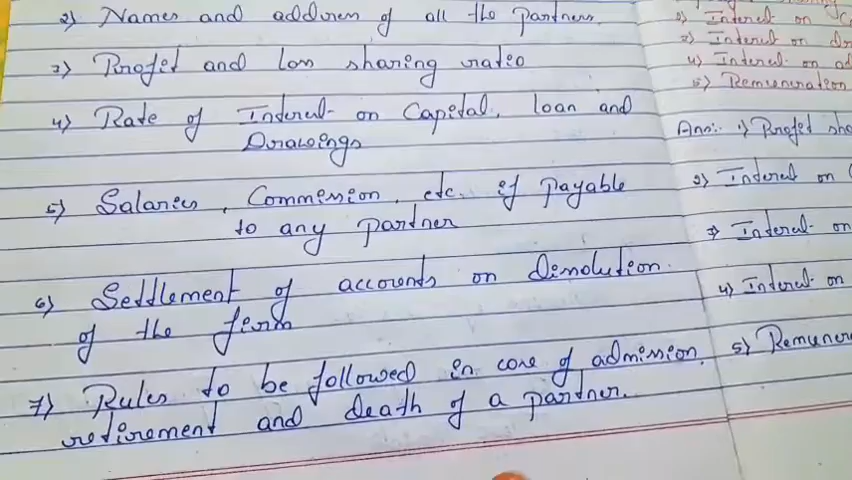 2) Names and address of all the Partners.
3) Profit and loss sharing ratio
4) Rate of Interest on Capital, loan and
Drawings
5) Salaries, Commission, etc. if payable
to any partner
6) Settlement of accounts on Dissolution
of the firm
7) Rules to be followed in case of admission,
retirement and death of a partner.
Interest on
2) Interest on
4) Interest on
5) Remuneration
Ans:- 1) Profit
2) Interest on
3) Interest on
4) Interest on
5)